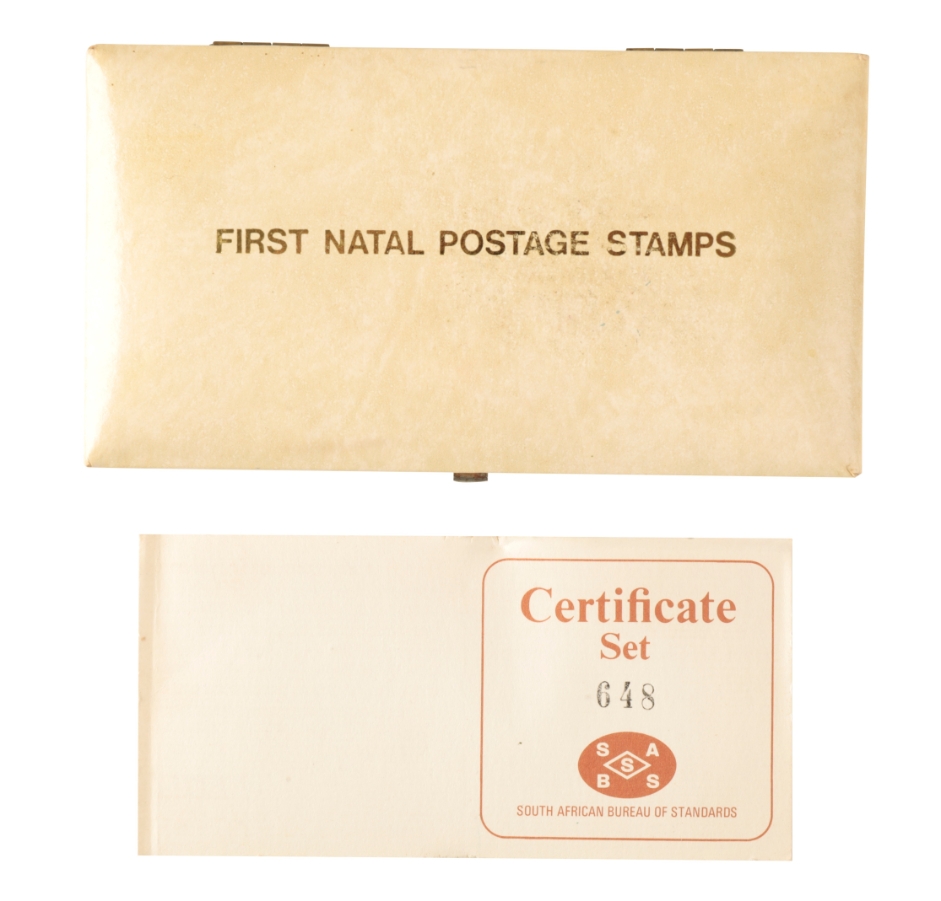 FIRST NATAL POSTAGE STAMPS
Certificate
Set
648
S A
S
B S
SOUTH AFRICAN BUREAU OF STANDARDS